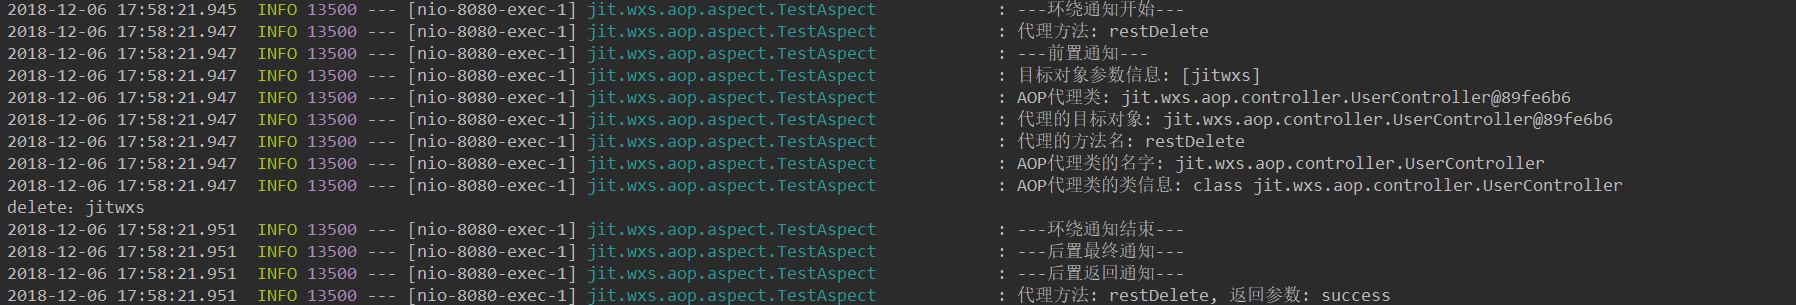 2018-12-06 17:58:21.945  INFO 13500 --- [nio-8080-exec-1] jit.wxs.aop.aspect.TestAspect            : ---环绕通知开始---
2018-12-06 17:58:21.947  INFO 13500 --- [nio-8080-exec-1] jit.wxs.aop.aspect.TestAspect            : 代理方法: restDelete
2018-12-06 17:58:21.947  INFO 13500 --- [nio-8080-exec-1] jit.wxs.aop.aspect.TestAspect            : ---前置通知---
2018-12-06 17:58:21.947  INFO 13500 --- [nio-8080-exec-1] jit.wxs.aop.aspect.TestAspect            : 目标对象参数信息: [jitwxs]
2018-12-06 17:58:21.947  INFO 13500 --- [nio-8080-exec-1] jit.wxs.aop.aspect.TestAspect            : AOP代理类: jit.wxs.aop.controller.UserController@89fe6b6
2018-12-06 17:58:21.947  INFO 13500 --- [nio-8080-exec-1] jit.wxs.aop.aspect.TestAspect            : 代理的目标对象: jit.wxs.aop.controller.UserController@89fe6b6
2018-12-06 17:58:21.947  INFO 13500 --- [nio-8080-exec-1] jit.wxs.aop.aspect.TestAspect            : 代理的方法名: restDelete
2018-12-06 17:58:21.947  INFO 13500 --- [nio-8080-exec-1] jit.wxs.aop.aspect.TestAspect            : AOP代理类的名字: jit.wxs.aop.controller.UserController
2018-12-06 17:58:21.947  INFO 13500 --- [nio-8080-exec-1] jit.wxs.aop.aspect.TestAspect            : AOP代理类的类信息: class jit.wxs.aop.controller.UserController
delete：jitwxs
2018-12-06 17:58:21.951  INFO 13500 --- [nio-8080-exec-1] jit.wxs.aop.aspect.TestAspect            : ---环绕通知结束---
2018-12-06 17:58:21.951  INFO 13500 --- [nio-8080-exec-1] jit.wxs.aop.aspect.TestAspect            : ---后置最终通知---
2018-12-06 17:58:21.951  INFO 13500 --- [nio-8080-exec-1] jit.wxs.aop.aspect.TestAspect            : ---后置返回通知---
2018-12-06 17:58:21.951  INFO 13500 --- [nio-8080-exec-1] jit.wxs.aop.aspect.TestAspect            : 代理方法: restDelete, 返回参数: success